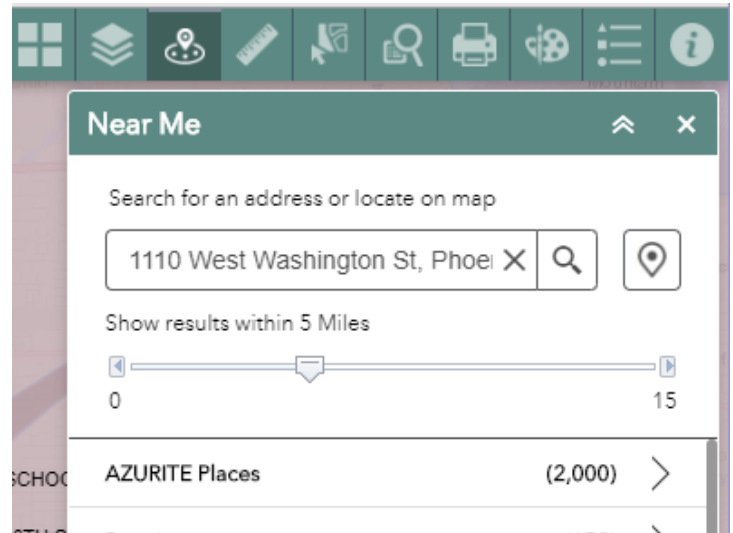 Near Me
Search for an address or locate on map
1110 West Washington St, Phoe
Show results within 5 Miles
0 15
AZURITE Places (2,000)